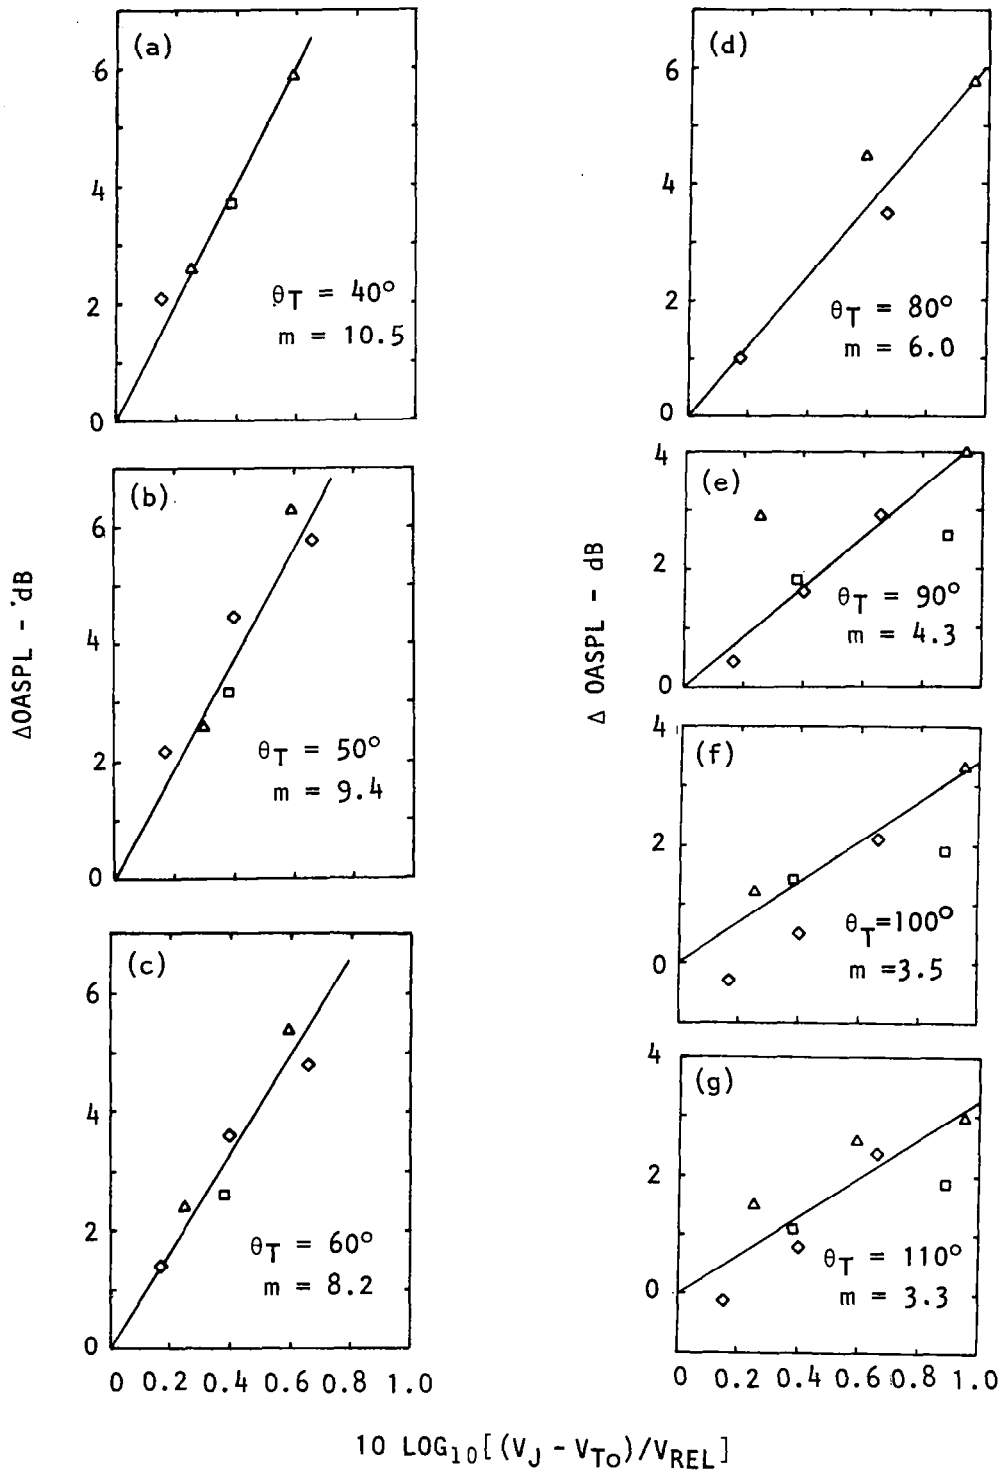 (a)
6
4
2
0
θT = 40°
m = 10.5
(b)
6
4
2
0
θT = 50°
m = 9.4
ΔOASPL - dB
(c)
6
4
2
0
θT = 60°
m = 8.2
0 0.2 0.4 0.6 0.8 1.0
(d)
6
4
2
0
θT = 80°
m = 6.0
(e)
4
2
0
θT = 90°
m = 4.3
Δ OASPL - dB
(f)
4
2
0
θT=100°
m =3.5
(g)
4
2
0
θT = 110°
m = 3.3
0 0.2 0.4 0.6 0.8 1.0
10 LOG10[(VJ - VTo)/VREL]